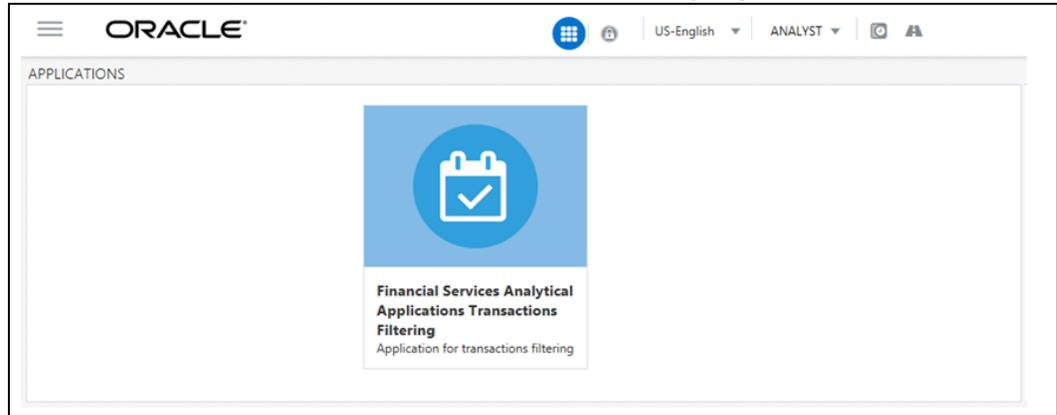 ORACLE®
US-English ANALYST
APPLICATIONS
Financial Services Analytical
Applications Transactions
Filtering
Application for transactions filtering